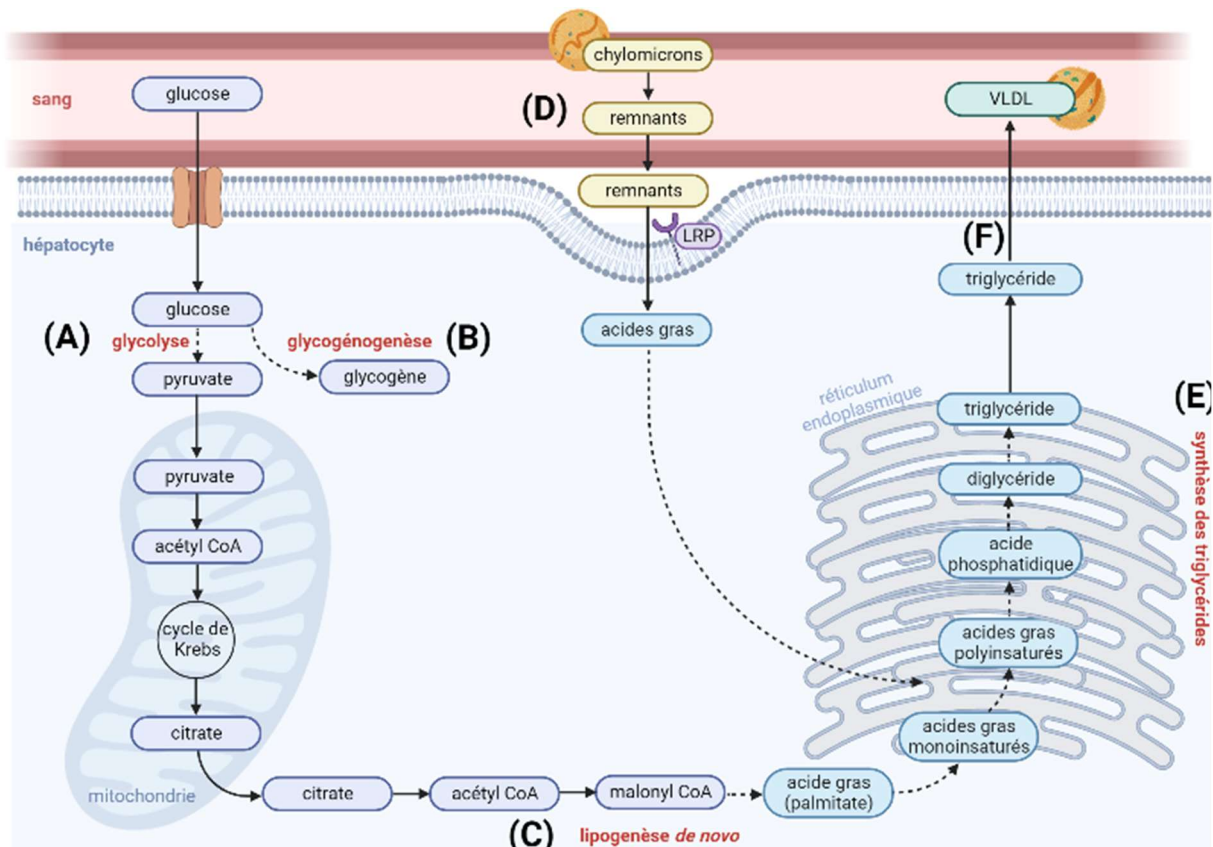 chylomicrons
glucose
sang
(D)
remnants
VLDL
remnants
LRP
hépatocyte
(F)
triglycéride
glucose
(A)
glycolyse
glycogénogenèse
(B)
acides gras
pyruvate
glycogène
réticulum
endoplasmique
triglycéride
(E)
synthèse des triglycérides
pyruvate
diglycéride
acétyl CoA
acide
phosphatidique
cycle de
Krebs
acides gras
polyinsaturés
citrate
acides gras
monoinsaturés
mitochondrie
citrate
acétyl CoA
malonyl CoA
acide gras
(palmitate)
(C)
lipogenèse de novo